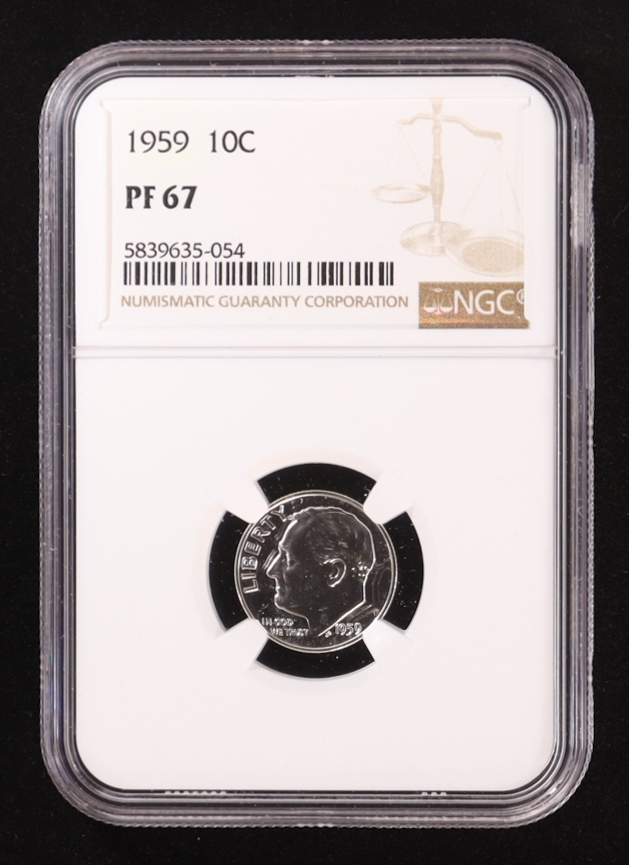 1959 10C
PF 67
5839635-054
NUMISMATIC GUARANTY CORPORATION
NGC®
LIBERTY
IN GOD
WE TRUST
1959